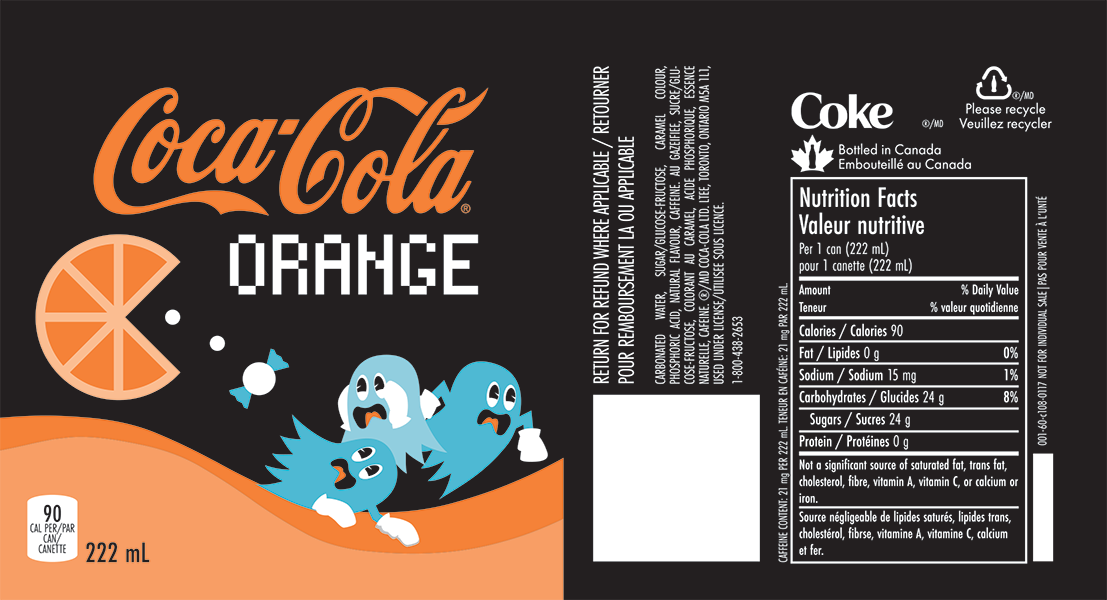 Coca-Cola®
ORANGE
90
CAL PER/PAR
CAN/
CANETTE
222 mL
RETURN FOR REFUND WHERE APPLICABLE / RETOURNER
POUR REMBOURSEMENT LA OU APPLICABLE
CARBONATED WATER, SUGAR/GLUCOSE-FRUCTOSE, CARAMEL COLOUR,
PHOSPHORIC ACID, NATURAL FLAVOUR, CAFFEINE. AU GAZEIFIEE, SUCRE/GLU-
COSE-FRUCTOSE, COLORANT AU CARAMEL, ACIDE PHOSPHORIQUE, ESSENCE
NATURELLE, CAFEINE. ®/MD COCA-COLA LTD, LTEE, TORONTO, ONTARIO M5A 1L1,
USED UNDER LICENSE/UTILISEE SOUS LICENCE.
1-800-438-2653
Coke
®/MD
®/MD
Please recycle
Veuillez recycler
Bottled in Canada
Embouteillé au Canada
Nutrition Facts
Valeur nutritive
Per 1 can (222 mL)
pour 1 canette (222 mL)
Amount % Daily Value
Teneur % valeur quotidienne
Calories / Calories 90
Fat / Lipides 0 g 0%
Sodium / Sodium 15 mg 1%
Carbohydrates / Glucides 24 g 8%
Sugars / Sucres 24 g
Protein / Protéines 0 g
Not a significant source of saturated fat, trans fat,
cholesterol, fibre, vitamin A, vitamin C, or calcium or
iron.
Source négligeable de lipides saturés, lipides trans,
cholestérol, fibrse, vitamine A, vitamine C, calcium
et fer.
CAFFEINE CONTENT: 21 mg PER 222 mL. TENEUR EN CAFÉINE: 21 mg PAR 222 mL
001-60-c108-0117 NOT FOR INDIVIDUAL SALE | PAS POUR VENTE À L'UNTÉ